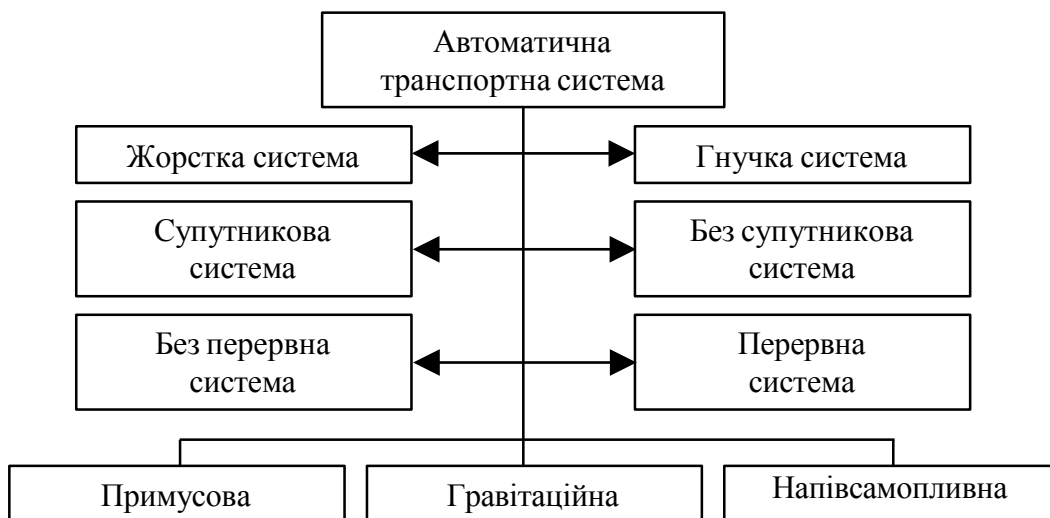 Автоматична
транспортна система
Жорстка система
Гнучка система
Супутникова
система
Без супутникова
система
Без перервна
система
Перервна
система
Примусова
Гравітаційна
Напівсамопливна